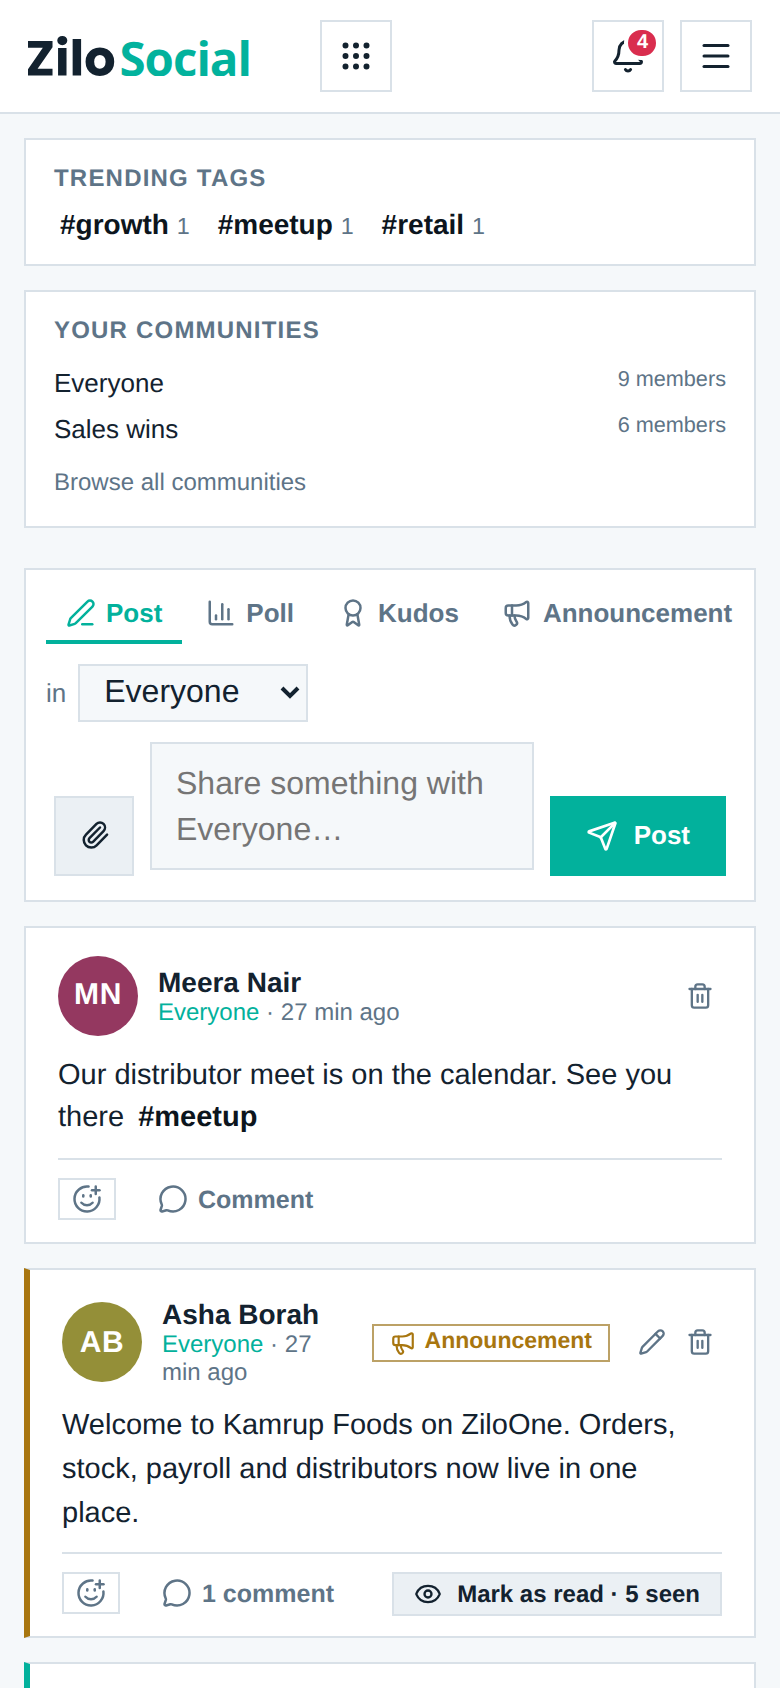 Zilo Social
4
TRENDING TAGS
#growth 1 #meetup 1 #retail 1
YOUR COMMUNITIES
Everyone 9 members
Sales wins 6 members
Browse all communities
Post Poll Kudos Announcement
in Everyone
Share something with
Everyone…
Post
MN
Meera Nair
Everyone · 27 min ago
Our distributor meet is on the calendar. See you
there #meetup
Comment
AB
Asha Borah
Everyone · 27
min ago
Announcement
Welcome to Kamrup Foods on ZiloOne. Orders,
stock, payroll and distributors now live in one
place.
1 comment Mark as read · 5 seen